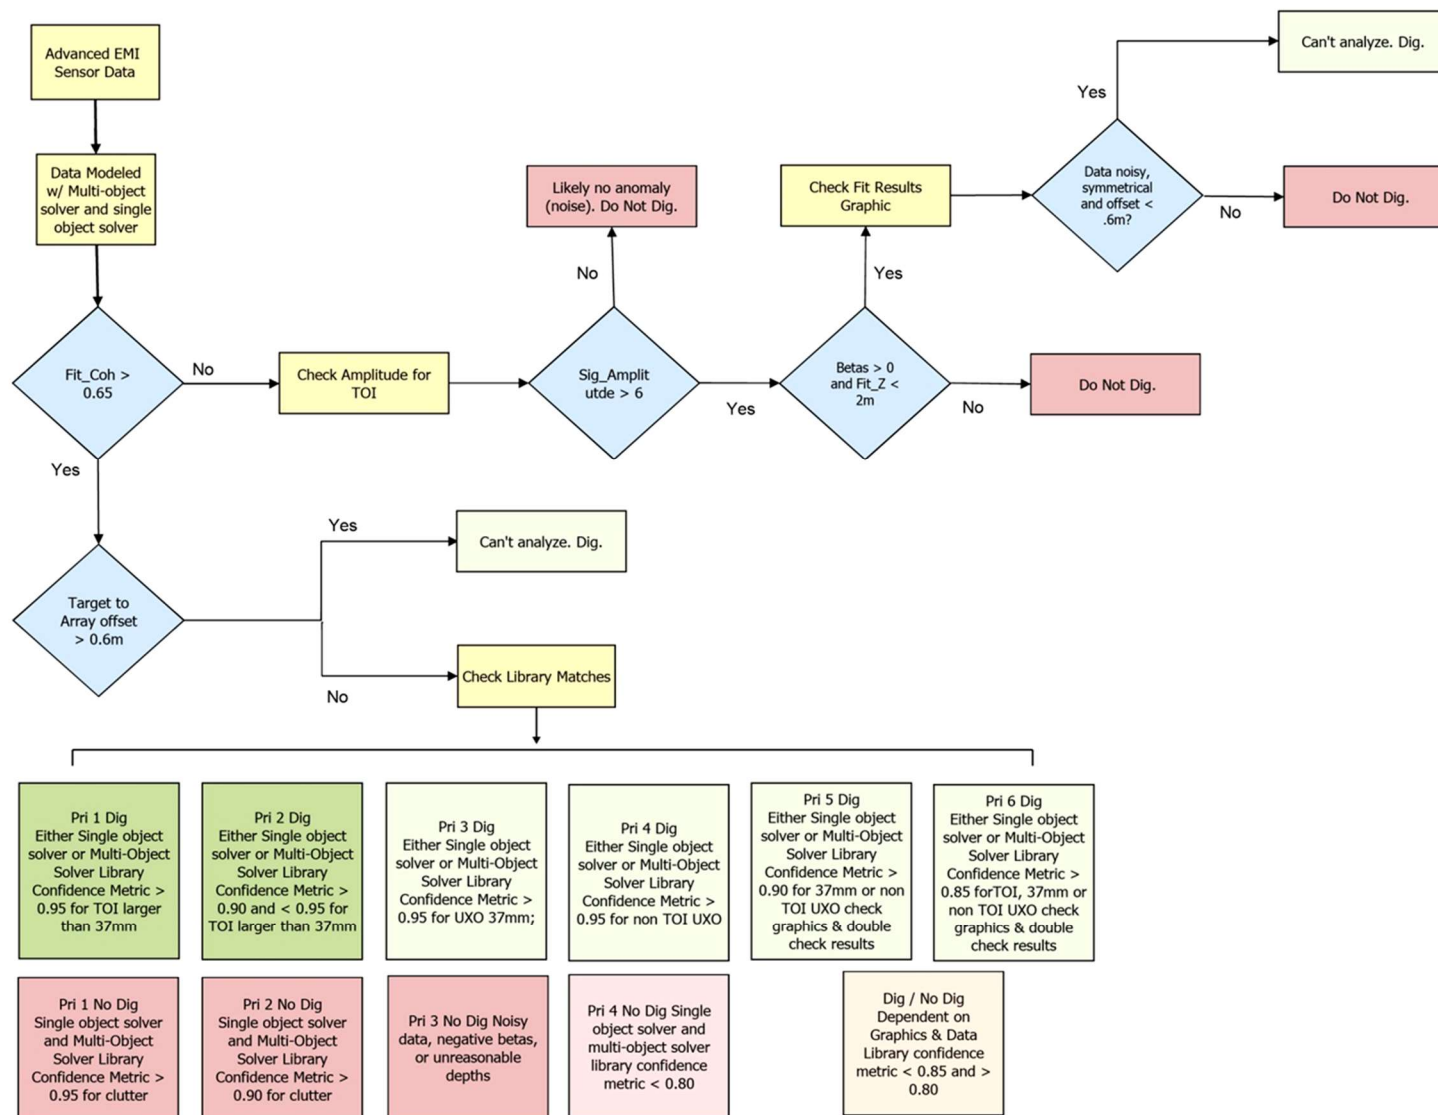 Advanced EMI
Sensor Data
Data Modeled
w/ Multi-object
solver and single
object solver
Fit_Coh >
0.65
No
Yes
Check Amplitude for
TOI
Sig_Amplit
utde > 6
No
Yes
Likely no anomaly
(noise). Do Not Dig.
Betas > 0
and Fit_Z <
2m
Yes
No
Do Not Dig.
Check Fit Results
Graphic
Data noisy,
symmetrical
and offset <
.6m?
Yes
No
Can't analyze. Dig.
Do Not Dig.
Target to
Array offset
> 0.6m
Yes
No
Can't analyze. Dig.
Check Library Matches
Pri 1 Dig
Either Single object
solver or Multi-Object
Solver Library
Confidence Metric >
0.95 for TOI larger
than 37mm
Pri 2 Dig
Either Single object
solver or Multi-Object
Solver Library
Confidence Metric >
0.90 and < 0.95 for
TOI larger than 37mm
Pri 3 Dig
Either Single object
solver or Multi-Object
Solver Library
Confidence Metric >
0.95 for UXO 37mm;
Pri 4 Dig
Either Single object
solver or Multi-Object
Solver Library
Confidence Metric >
0.95 for non TOI UXO
Pri 5 Dig
Either Single object
solver or Multi-Object
Solver Library
Confidence Metric >
0.90 for 37mm or non
TOI UXO check
graphics & double
check results
Pri 6 Dig
Either Single object
solver or Multi-Object
Solver Library
Confidence Metric >
0.85 forTOI, 37mm or
non TOI UXO check
graphics & double
check results
Pri 1 No Dig
Single object solver
and Multi-Object
Solver Library
Confidence Metric >
0.95 for clutter
Pri 2 No Dig
Single object solver
and Multi-Object
Solver Library
Confidence Metric >
0.90 for clutter
Pri 3 No Dig Noisy
data, negative betas,
or unreasonable
depths
Pri 4 No Dig Single
object solver and
multi-object solver
library confidence
metric < 0.80
Dig / No Dig
Dependent on
Graphics & Data
Library confidence
metric < 0.85 and >
0.80